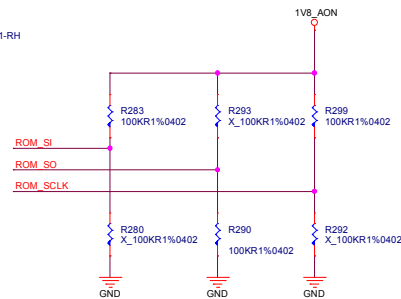 1V8_AON
1-RH
R283
100KR1%0402
R293
X_100KR1%0402
R299
100KR1%0402
ROM_SI
ROM_SO
ROM_SCLK
R280
X_100KR1%0402
R290
100KR1%0402
R292
X_100KR1%0402
GND
GND
GND